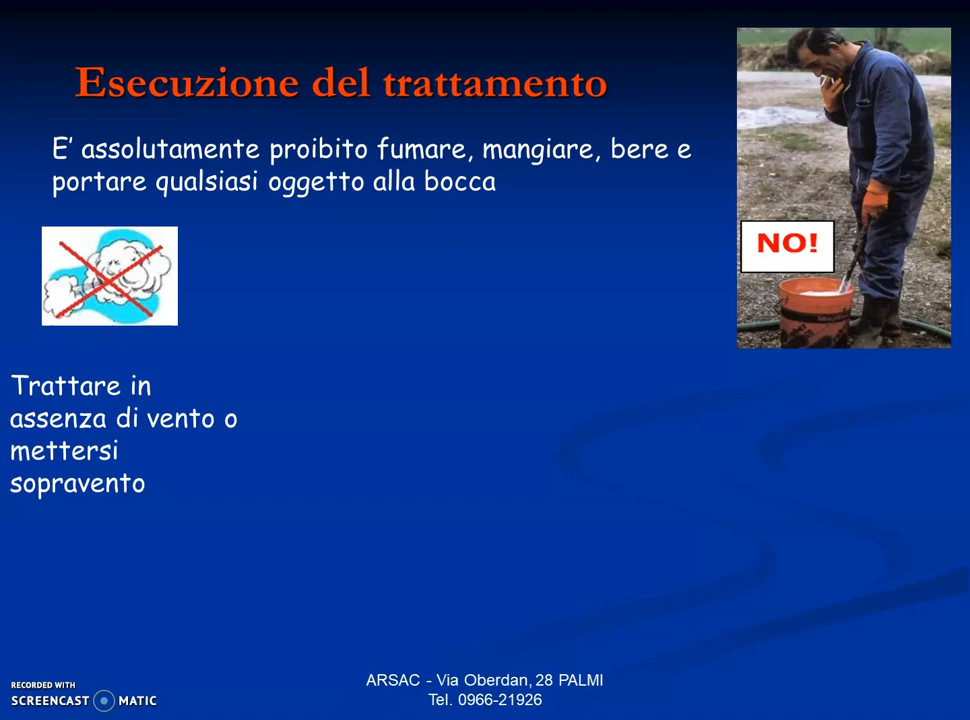 Esecuzione del trattamento
E' assolutamente proibito fumare, mangiare, bere e
portare qualsiasi oggetto alla bocca
NO!
Trattare in
assenza di vento o
mettersi
sopravento
ARSAC - Via Oberdan, 28 PALMI
Tel. 0966-21926
RECORDED WITH
SCREENCAST MATIC